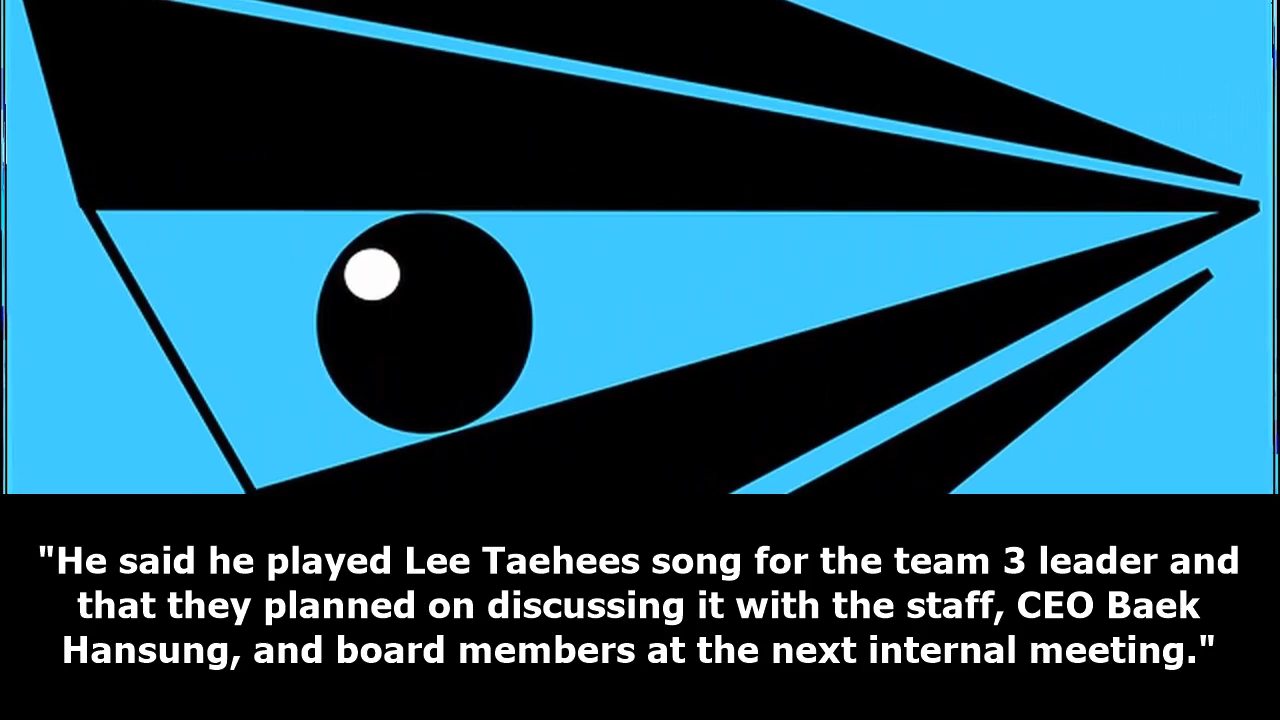 "He said he played Lee Taehees song for the team 3 leader and
that they planned on discussing it with the staff, CEO Baek
Hansung, and board members at the next internal meeting."